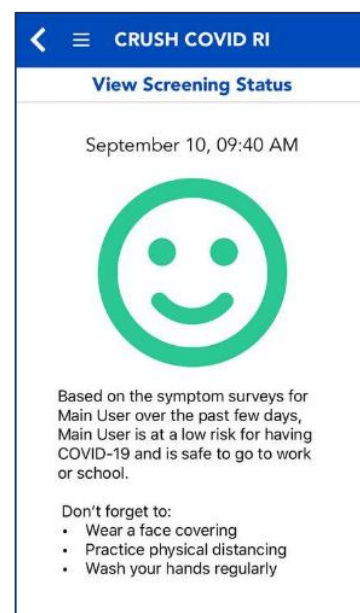 CRUSH COVID RI
View Screening Status
September 10, 09:40 AM
Based on the symptom surveys for
Main User over the past few days,
Main User is at a low risk for having
COVID-19 and is safe to go to work
or school.
Don't forget to:
• Wear a face covering
• Practice physical distancing
• Wash your hands regularly